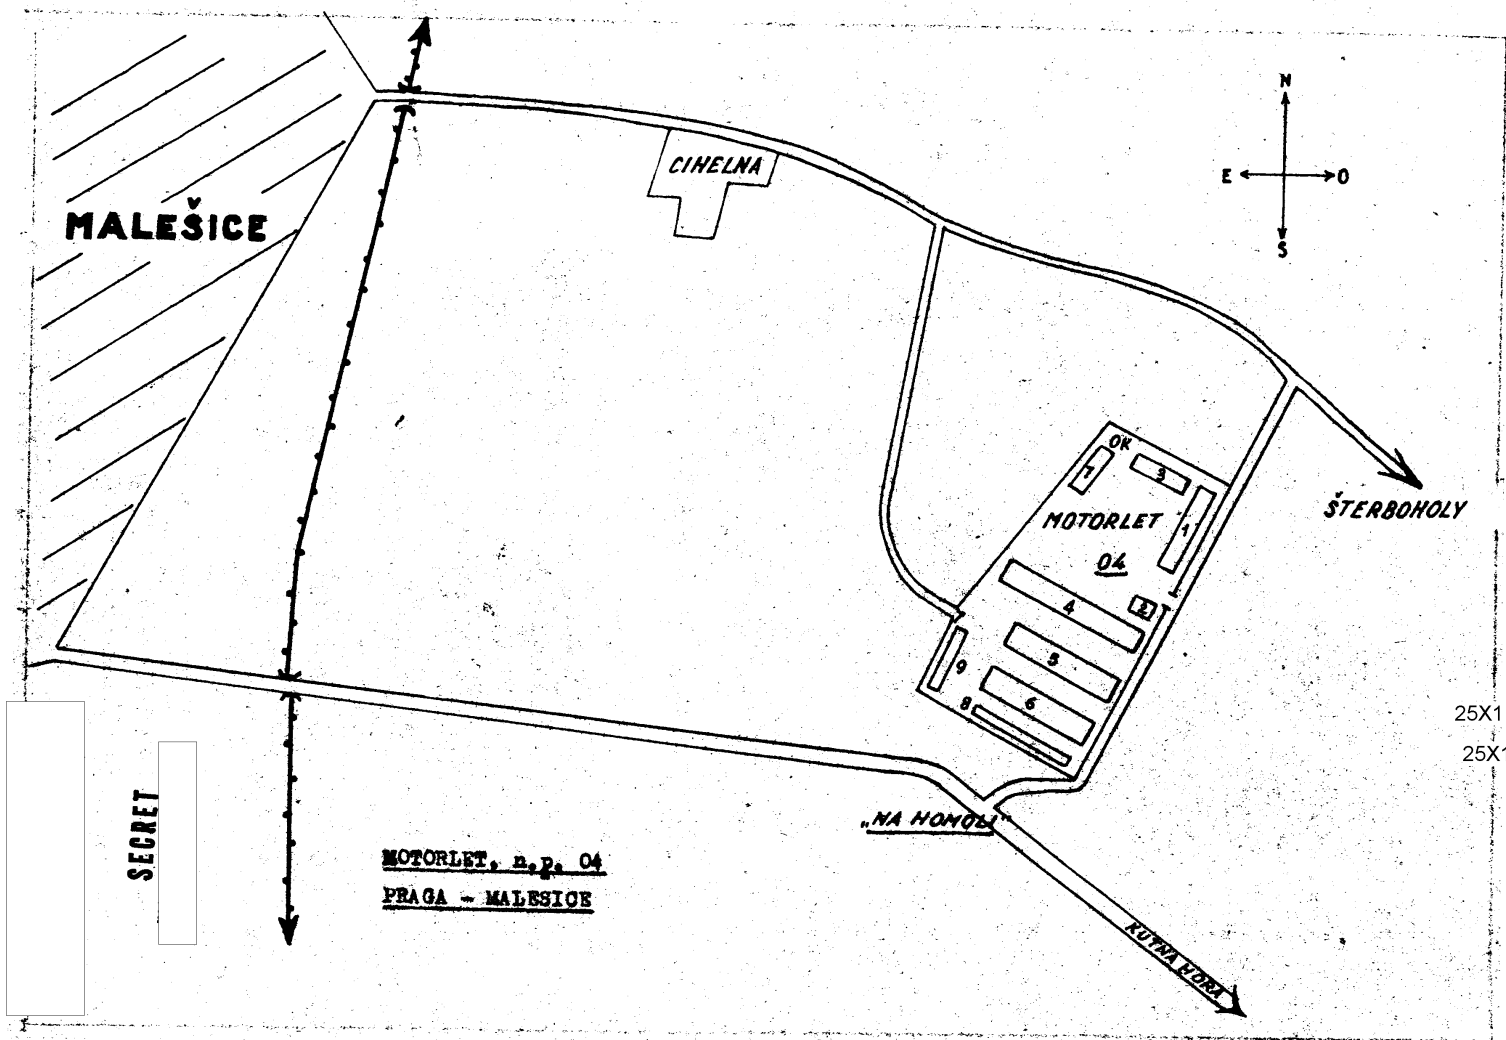 N
E O
S
CIHELNA
MALEŠICE
OK
7
3
1
ŠTERBOHOLY
MOTORLET
04
2
4
5
9
6
8
25X1
25X1
„NA HOMOLI"
SECRET
MOTORLET, n.p. 04
PRAGA - MALESICE
KUTNA HORA